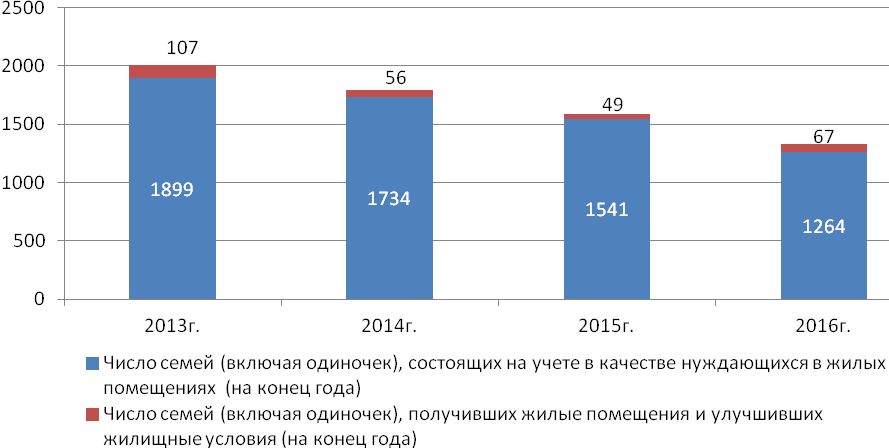 2500
107
2000
56
49
1500
67
1899
1734
1541
1264
1000
500
0
2013г. 2014г. 2015г. 2016г.
Число семей (включая одиночек), состоящих на учете в качестве нуждающихся в жилых
помещениях (на конец года)
Число семей (включая одиночек), получивших жилые помещения и улучшивших
жилищные условия (на конец года)